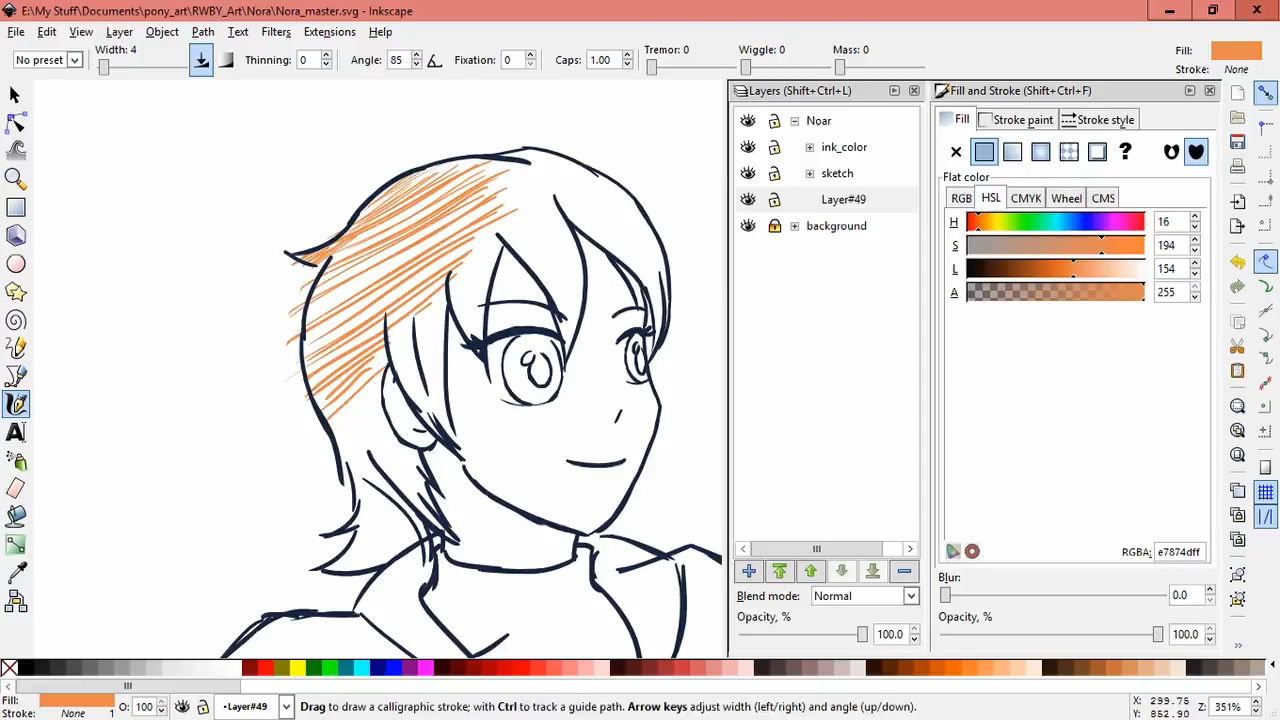 E:\My Stuff\Documents\pony_art\RWBY_Art\Nora\Nora_master.svg - Inkscape
File Edit View Layer Object Path Text Filters Extensions Help
No preset Width: 4 Thinning: 0 Angle: 85 Fixation: 0 Caps: 1.00 Tremor: 0 Wiggle: 0 Mass: 0 Fill:
Stroke: None
Layers (Shift+Ctrl+L) Fill and Stroke (Shift+Ctrl+F)
Noar Fill Stroke paint Stroke style
ink_color
sketch Flat color
Layer#49 RGB HSL CMYK Wheel CMS
background H 16
S 194
L 154
A 255
RGBA: e7874dff
Blend mode: Normal Blur: 0.0
Opacity, % Opacity, %
100.0 100.0
Fill: O: 100 Layer#49 Drag to draw a calligraphic stroke; with Ctrl to track a guide path. Arrow keys adjust width (left/right) and angle (up/down). X: 299.75 Z: 351%
Stroke: None 1 Y: 852.90